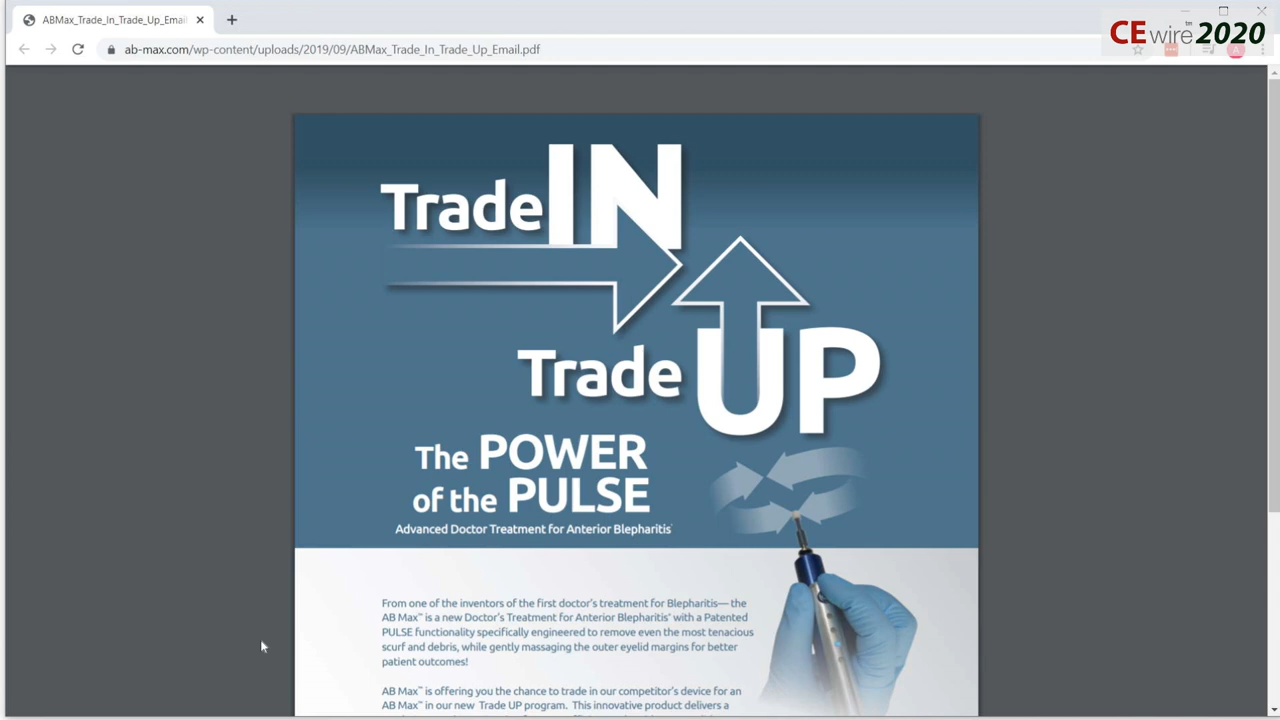 ABMax_Trade_In_Trade_Up_Emai
CEwire™2020
ab-max.com/wp-content/uploads/2019/09/ABMax_Trade_In_Trade_Up_Email.pdf
A
Trade IN
Trade UP
The POWER
of the PULSE
Advanced Doctor Treatment for Anterior Blepharitis
From one of the inventors of the first doctor's treatment for Blepharitis— the
AB Max™ is a new Doctor's Treatment for Anterior Blepharitis* with a Patented
PULSE functionality specifically engineered to remove even the most tenacious
scurf and debris, while gently massaging the outer eyelid margins for better
patient outcomes!
AB Max™ is offering you the chance to trade in our competitor's device for an
AB Max™ in our new Trade UP program. This innovative product delivers a